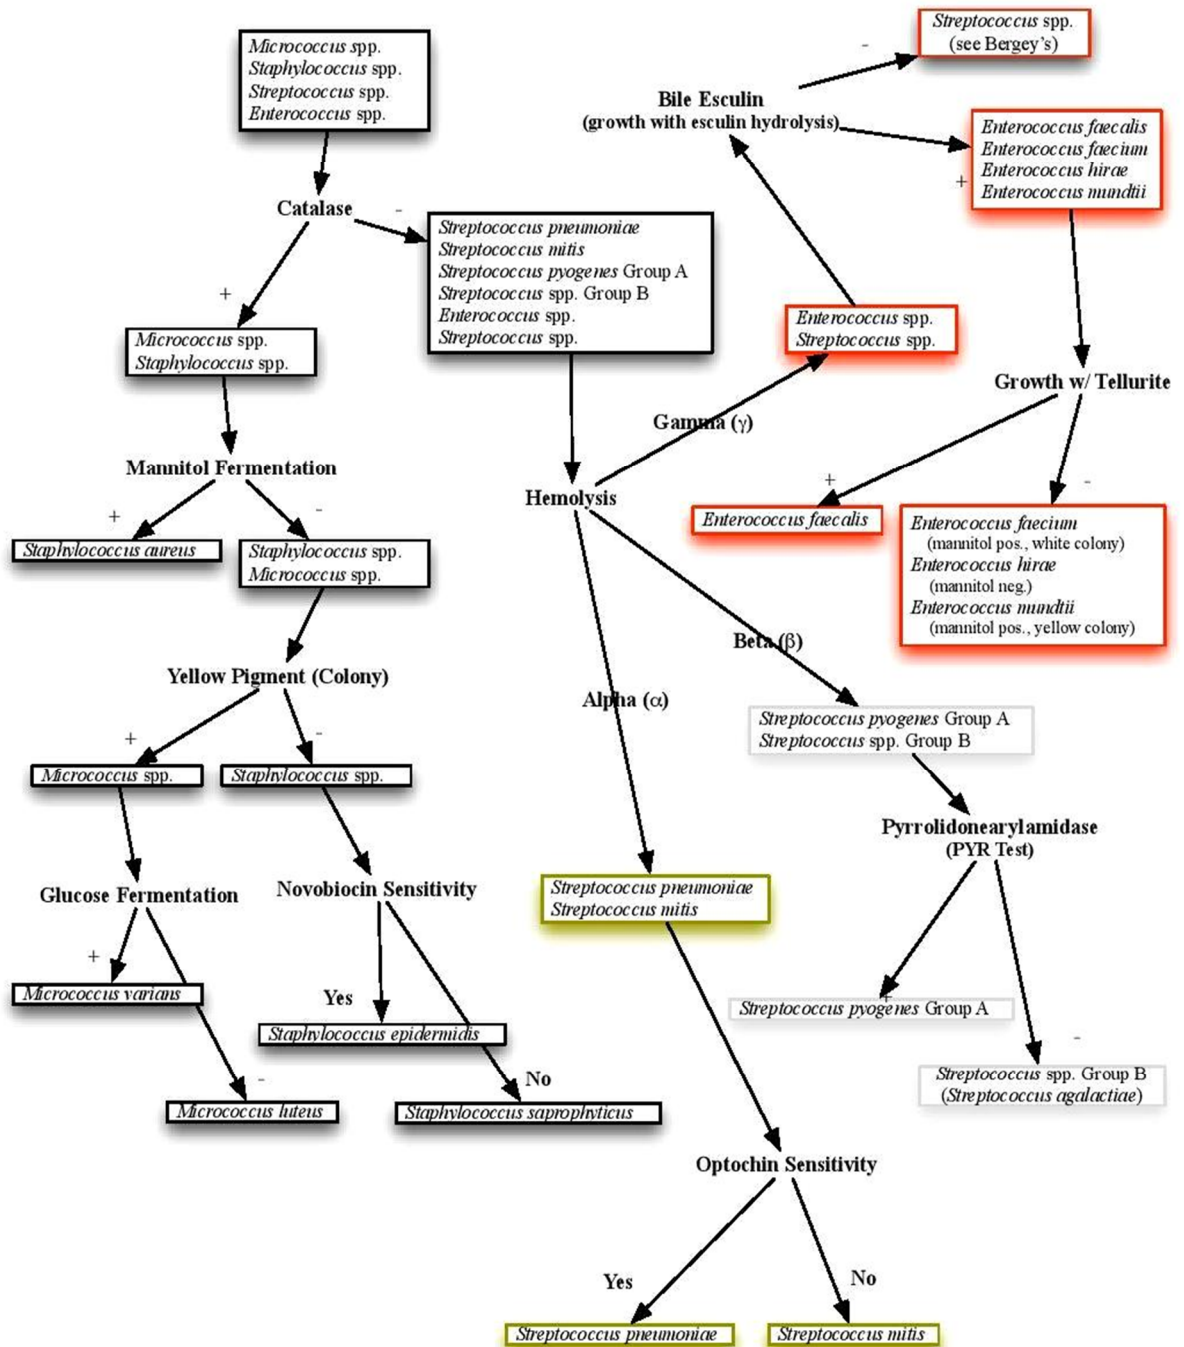 Micrococcus spp.
Staphylococcus spp.
Streptococcus spp.
Enterococcus spp.
Catalase
-
+
Micrococcus spp.
Staphylococcus spp.
Mannitol Fermentation
+
-
Staphylococcus aureus
Staphylococcus spp.
Micrococcus spp.
Yellow Pigment (Colony)
+
-
Micrococcus spp.
Staphylococcus spp.
Glucose Fermentation
+
-
Micrococcus varians
Micrococcus luteus
Novobiocin Sensitivity
Yes
No
Staphylococcus epidermidis
Staphylococcus saprophyticus
Streptococcus pneumoniae
Streptococcus mitis
Streptococcus pyogenes Group A
Streptococcus spp. Group B
Enterococcus spp.
Streptococcus spp.
Hemolysis
Gamma (γ)
Beta (β)
Alpha (α)
Enterococcus spp.
Streptococcus spp.
Bile Esculin
(growth with esculin hydrolysis)
-
+
Streptococcus spp.
(see Bergey's)
Enterococcus faecalis
Enterococcus faecium
Enterococcus hirae
Enterococcus mundtii
Growth w/ Tellurite
+
-
Enterococcus faecalis
Enterococcus faecium
(mannitol pos., white colony)
Enterococcus hirae
(mannitol neg.)
Enterococcus mundtii
(mannitol pos., yellow colony)
Streptococcus pyogenes Group A
Streptococcus spp. Group B
Pyrrolidonearylamidase
(PYR Test)
+
-
Streptococcus pyogenes Group A
Streptococcus spp. Group B
(Streptococcus agalactiae)
Streptococcus pneumoniae
Streptococcus mitis
Optochin Sensitivity
Yes
No
Streptococcus pneumoniae
Streptococcus mitis